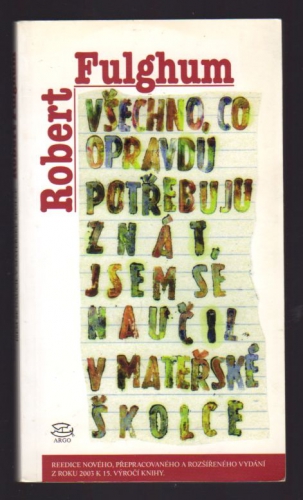 Robert
Fulghum
VŠECHNO, CO
OPRAVDU
POTŘEBUJU
ZNÁT,
JSEM SE
NAUČIL
V MATEŘSKÉ
ŠKOLCE
ARGO
REEDICE NOVÉHO, PŘEPRACOVANÉHO A ROZŠÍŘENÉHO VYDÁNÍ
Z ROKU 2003 K 15. VÝROČÍ KNIHY.